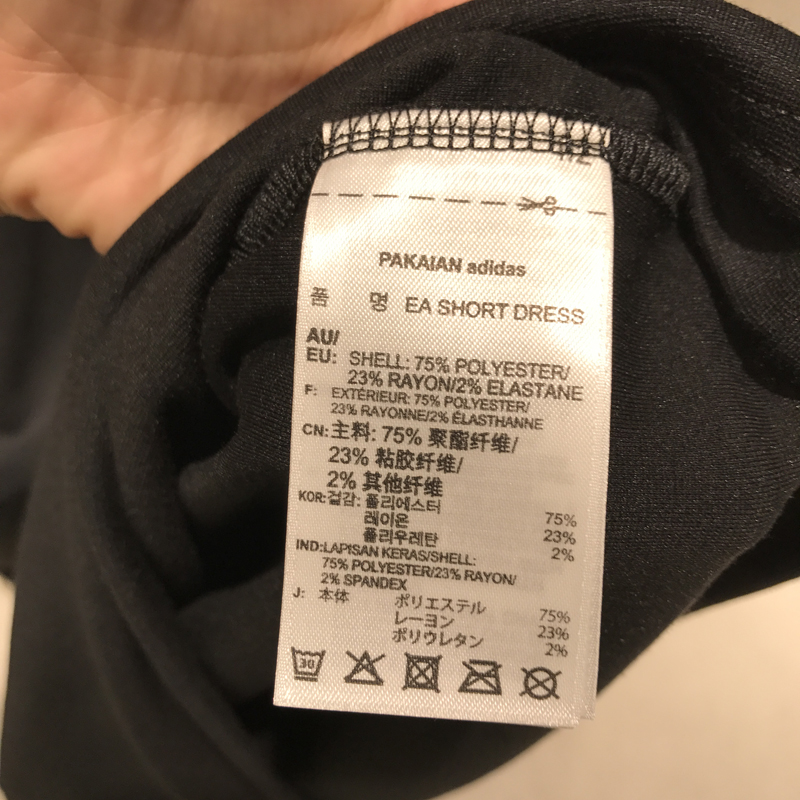 PAKAIAN adidas
품 명 EA SHORT DRESS
AU/
EU: SHELL: 75% POLYESTER/
23% RAYON/2% ELASTANE
F: EXTÉRIEUR: 75% POLYESTER/
23% RAYONNE/2% ÉLASTHANNE
CN:主料: 75% 聚酯纤维/
23% 粘胶纤维/
2% 其他纤维
KOR:겉감: 폴리에스터 75%
레이온 23%
폴리우레탄 2%
IND:LAPISAN KERAS/SHELL:
75% POLYESTER/23% RAYON/
2% SPANDEX
J: 本体 ポリエステル 75%
レーヨン 23%
ポリウレタン 2%
30